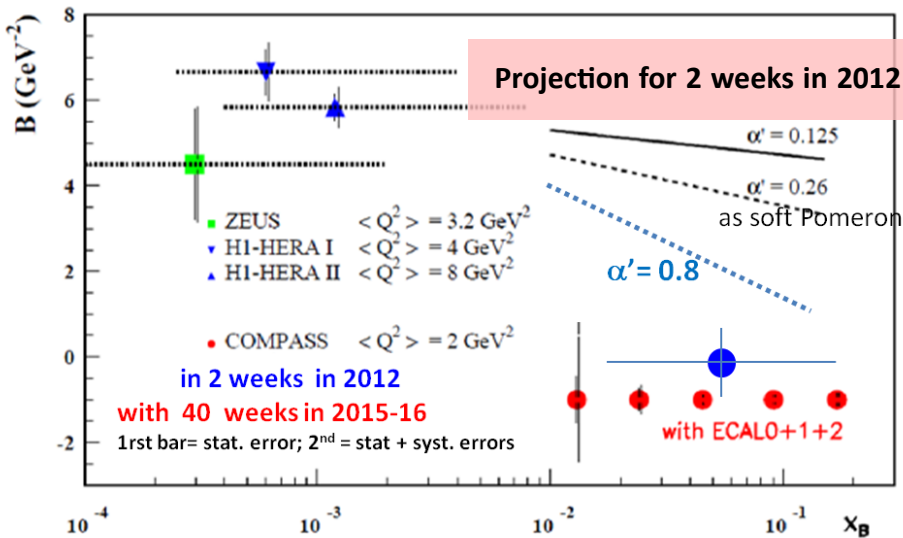 Projection for 2 weeks in 2012
B (GeV⁻²)
8
6
4
2
0
-2
α' = 0.125
α' = 0.26
as soft Pomeron
α'= 0.8
ZEUS < Q² > = 3.2 GeV²
H1-HERA I < Q² > = 4 GeV²
H1-HERA II < Q² > = 8 GeV²
COMPASS < Q² > = 2 GeV²
in 2 weeks in 2012
with 40 weeks in 2015-16
1rst bar= stat. error; 2ⁿᵈ = stat + syst. errors
with ECAL0+1+2
10⁻⁴ 10⁻³ 10⁻² 10⁻¹ x_B